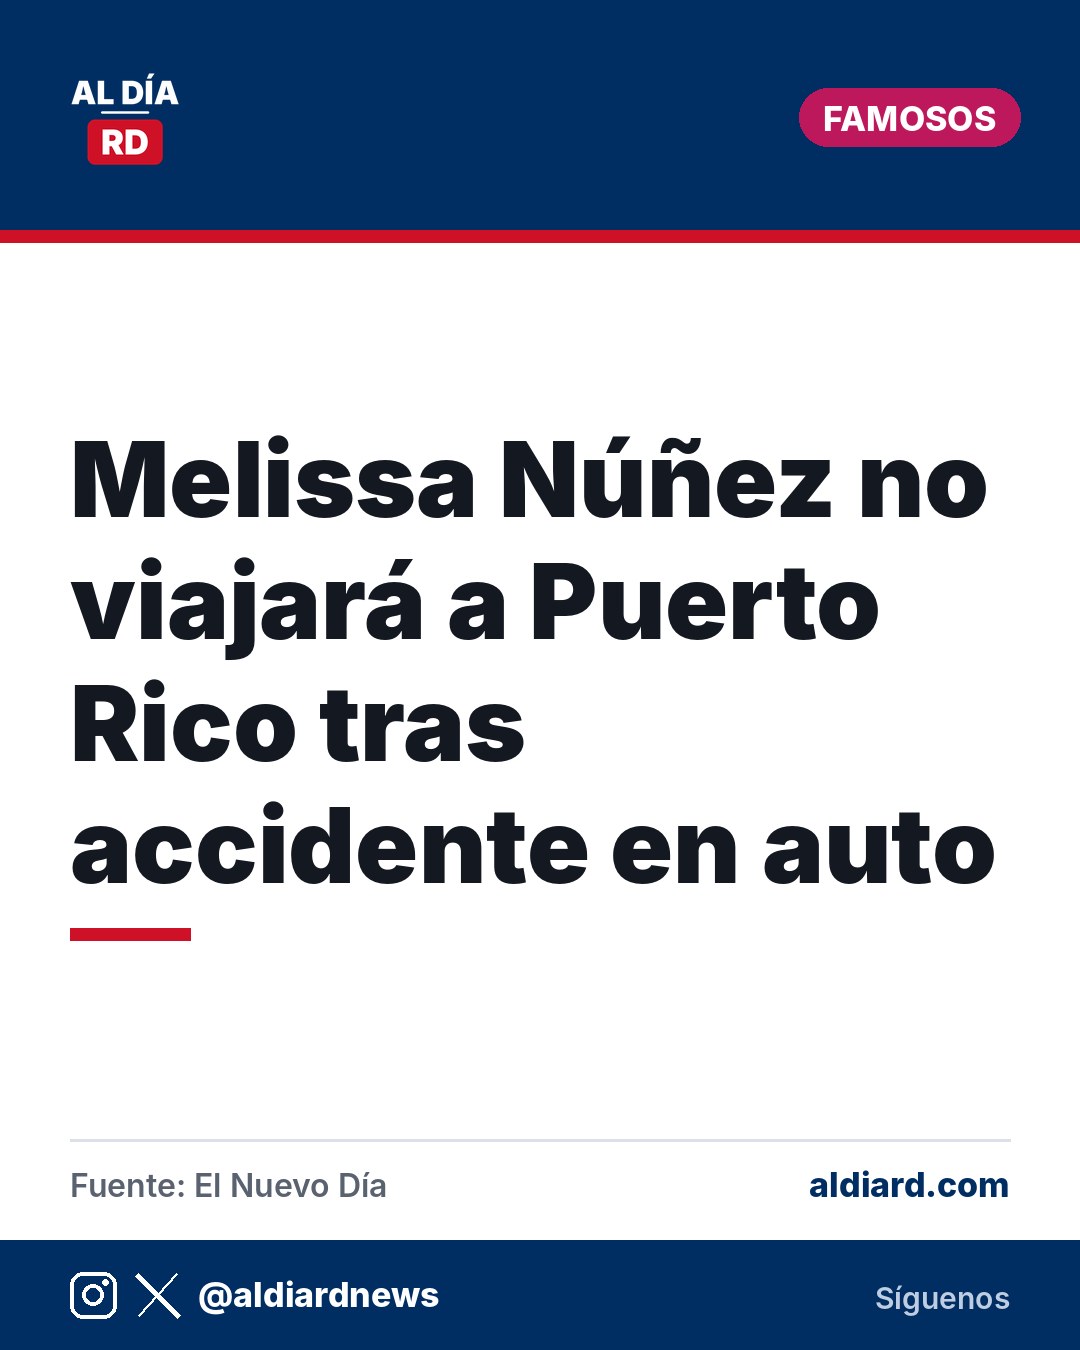 AL DÍA
RD
FAMOSOS
Melissa Núñez no
viajará a Puerto
Rico tras
accidente en auto
Fuente: El Nuevo Día
aldiard.com
@aldiardnews
Síguenos